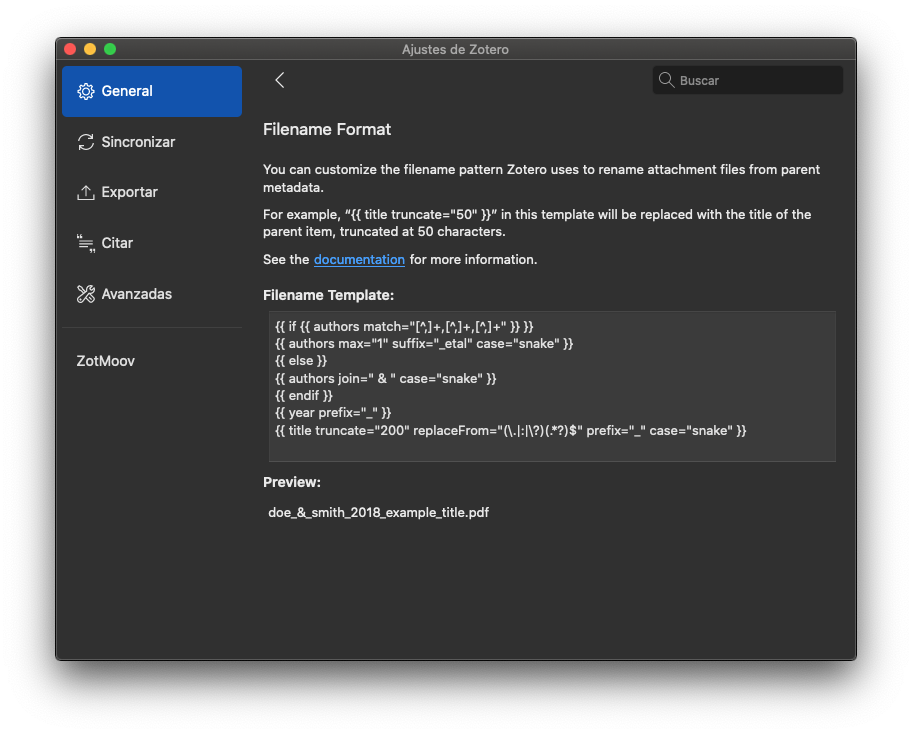 Ajustes de Zotero
General
Sincronizar
Exportar
Citar
Avanzadas
ZotMoov
Buscar
Filename Format
You can customize the filename pattern Zotero uses to rename attachment files from parent
metadata.
For example, “{{ title truncate="50" }}” in this template will be replaced with the title of the
parent item, truncated at 50 characters.
See the documentation for more information.
Filename Template:
{{ if {{ authors match="[^,]+,[^,]+,[^,]+" }} }}
{{ authors max="1" suffix="_etal" case="snake" }}
{{ else }}
{{ authors join=" & " case="snake" }}
{{ endif }}
{{ year prefix="_" }}
{{ title truncate="200" replaceFrom="(\.|:|\?)(.*?)$" prefix="_" case="snake" }}
Preview:
doe_&_smith_2018_example_title.pdf